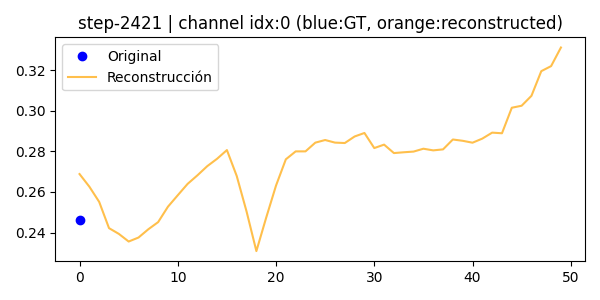 step-2421 | channel idx:0 (blue:GT, orange:reconstructed)
Original
Reconstrucción
0.32
0.30
0.28
0.26
0.24
0 10 20 30 40 50